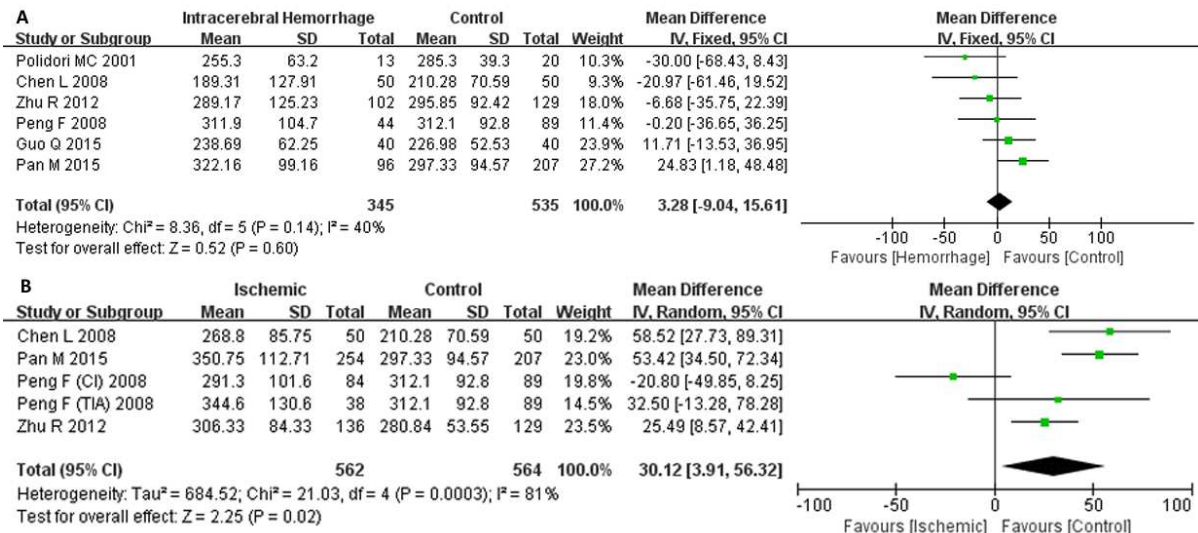 A
Intracerebral Hemorrhage Control Mean Difference Mean Difference
Study or Subgroup Mean SD Total Mean SD Total Weight IV, Fixed, 95% CI IV, Fixed, 95% CI
Polidori MC 2001 255.3 63.2 13 285.3 39.3 20 10.3% -30.00 [-68.43, 8.43]
Chen L 2008 189.31 127.91 50 210.28 70.59 50 9.3% -20.97 [-61.46, 19.52]
Zhu R 2012 289.17 125.23 102 295.85 92.42 129 18.0% -6.68 [-35.75, 22.39]
Peng F 2008 311.9 104.7 44 312.1 92.8 89 11.4% -0.20 [-36.65, 36.25]
Guo Q 2015 238.69 62.25 40 226.98 52.53 40 23.9% 11.71 [-13.53, 36.95]
Pan M 2015 322.16 99.16 96 297.33 94.57 207 27.2% 24.83 [1.18, 48.48]
Total (95% CI) 345 535 100.0% 3.28 [-9.04, 15.61]
Heterogeneity: Chi² = 8.36, df = 5 (P = 0.14); I² = 40%
Test for overall effect: Z = 0.52 (P = 0.60)
-100 -50 0 50 100
Favours [Hemorrhage] Favours [Control]
B
Ischemic Control Mean Difference Mean Difference
Study or Subgroup Mean SD Total Mean SD Total Weight IV, Random, 95% CI IV, Random, 95% CI
Chen L 2008 268.8 85.75 50 210.28 70.59 50 19.2% 58.52 [27.73, 89.31]
Pan M 2015 350.75 112.71 254 297.33 94.57 207 23.0% 53.42 [34.50, 72.34]
Peng F (CI) 2008 291.3 101.6 84 312.1 92.8 89 19.8% -20.80 [-49.85, 8.25]
Peng F (TIA) 2008 344.6 130.6 38 312.1 92.8 89 14.5% 32.50 [-13.28, 78.28]
Zhu R 2012 306.33 84.33 136 280.84 53.55 129 23.5% 25.49 [8.57, 42.41]
Total (95% CI) 562 564 100.0% 30.12 [3.91, 56.32]
Heterogeneity: Tau² = 684.52; Chi² = 21.03, df = 4 (P = 0.0003); I² = 81%
Test for overall effect: Z = 2.25 (P = 0.02)
-100 -50 0 50 100
Favours [Ischemic] Favours [Control]